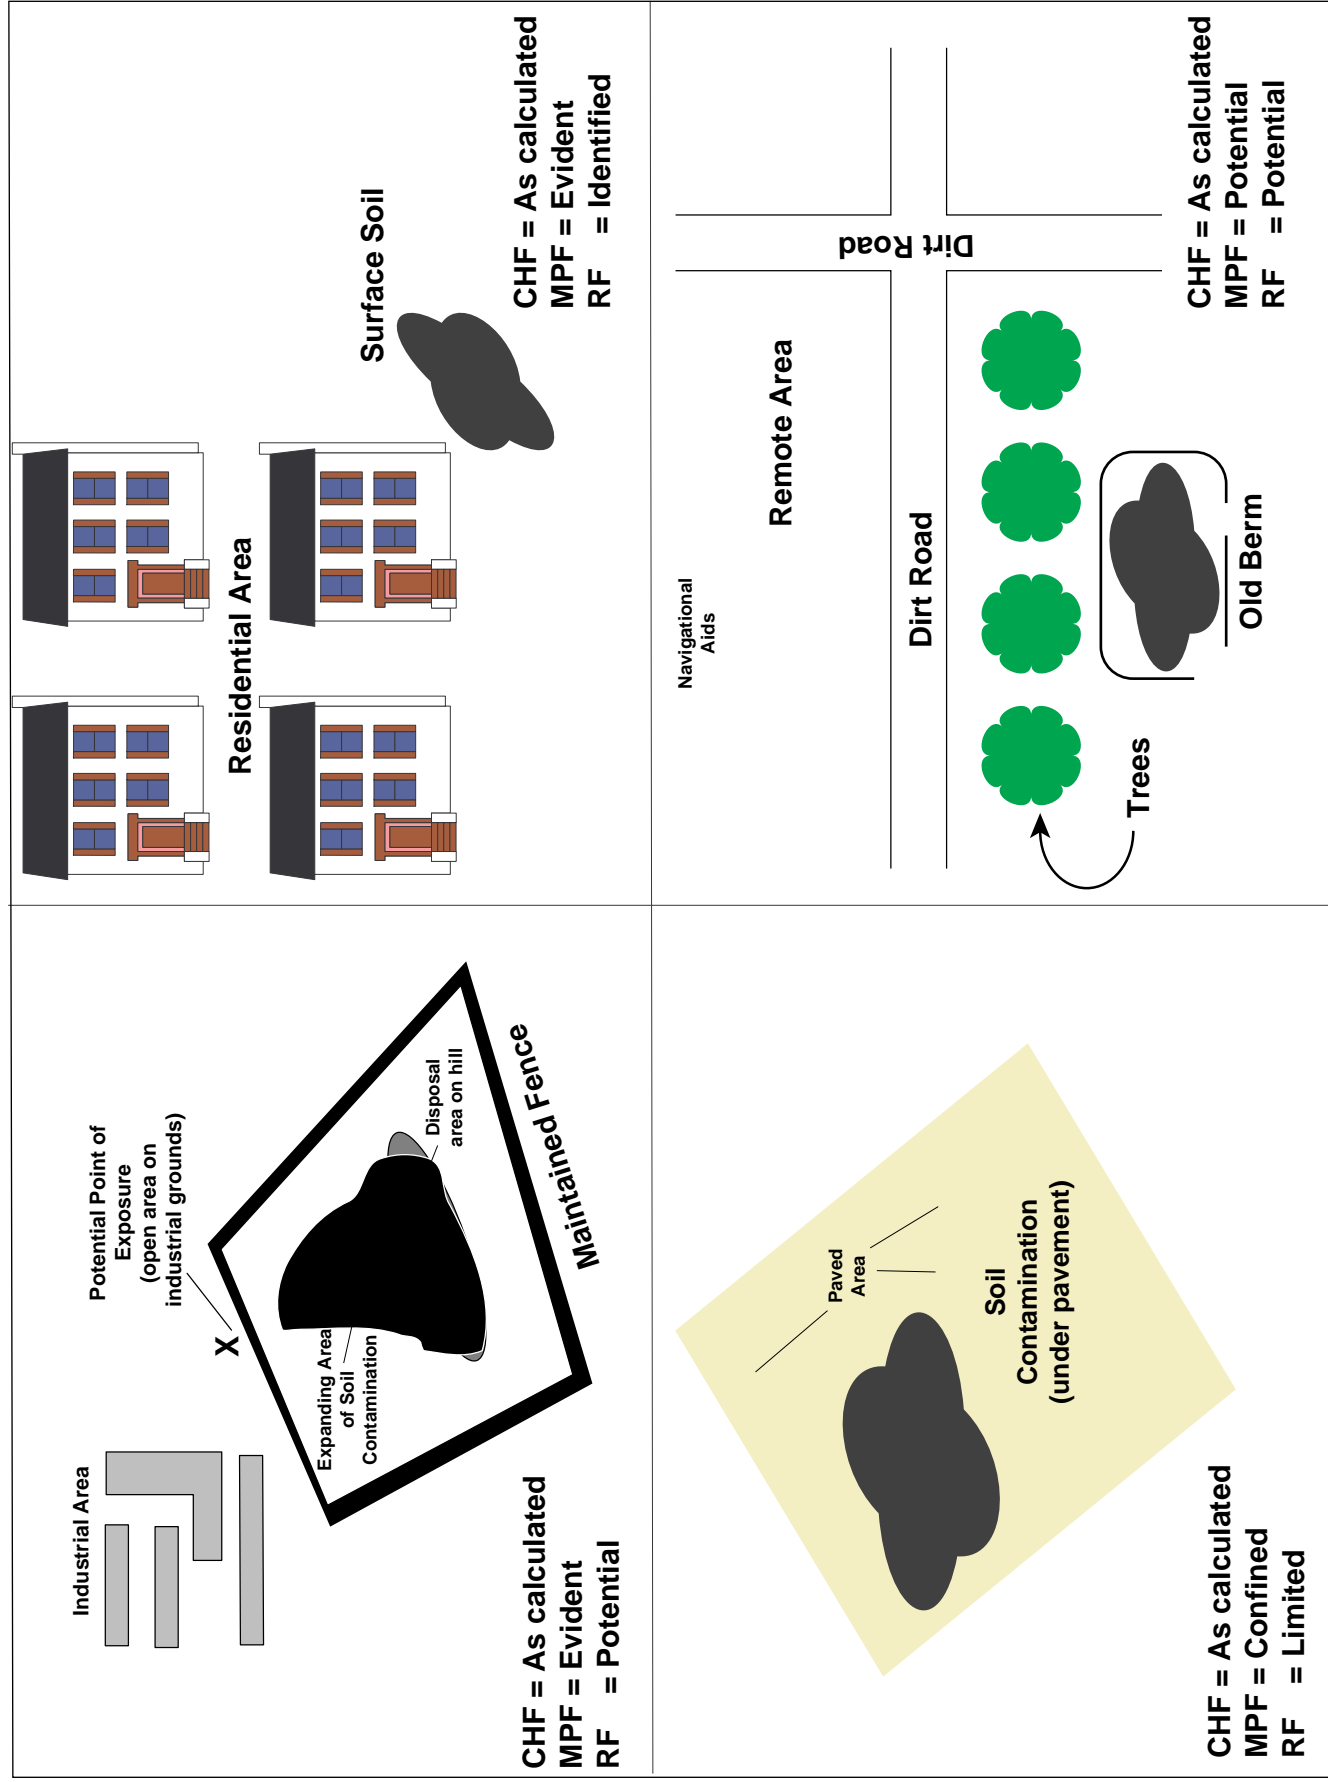 Industrial Area
Potential Point of
Exposure
(open area on
industrial grounds)
X
Expanding Area
of Soil
Contamination
Disposal
area on hill
Maintained Fence
CHF = As calculated
MPF = Evident
RF = Potential
Residential Area
Surface Soil
CHF = As calculated
MPF = Evident
RF = Identified
Paved
Area
Soil
Contamination
(under pavement)
CHF = As calculated
MPF = Confined
RF = Limited
Navigational
Aids
Remote Area
Dirt Road
Dirt Road
Trees
Old Berm
CHF = As calculated
MPF = Potential
RF = Potential